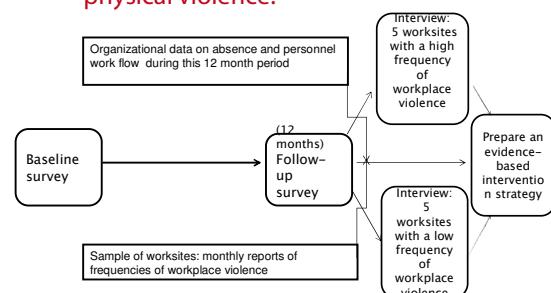 physical violence.
Organizational data on absence and personnel
work flow during this 12 month period
Interview:
5 worksites
with a high
frequency
of
workplace
violence
Baseline
survey
(12
months)
Follow-
up
survey
Prepare an
evidence-
based
interventio
n strategy
Interview:
5
worksites
with a low
frequency
of
workplace
violence
Sample of worksites: monthly reports of
frequencies of workplace violence